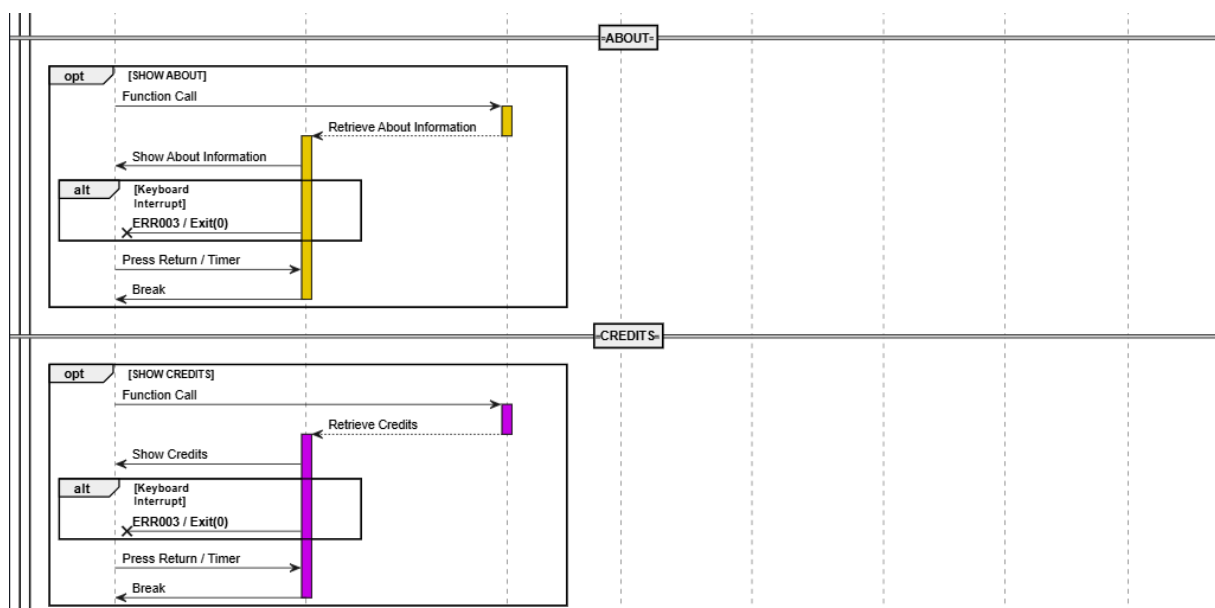 ABOUT
opt [SHOW ABOUT]
Function Call
Retrieve About Information
Show About Information
alt [Keyboard
Interrupt]
ERR003 / Exit(0)
Press Return / Timer
Break
CREDITS
opt [SHOW CREDITS]
Function Call
Retrieve Credits
Show Credits
alt [Keyboard
Interrupt]
ERR003 / Exit(0)
Press Return / Timer
Break